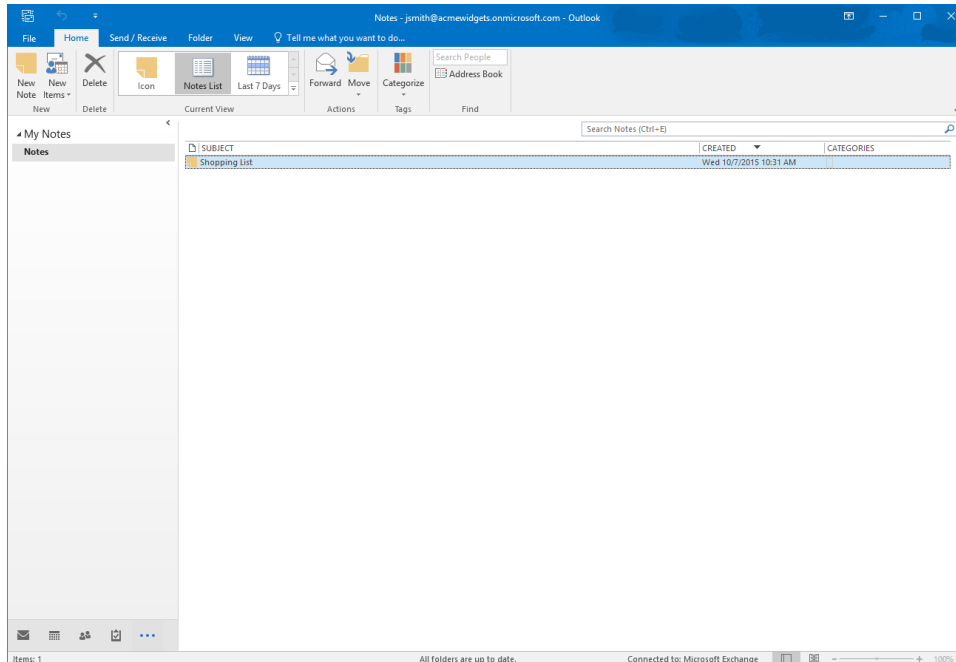 Notes - jsmith@acmewidgets.onmicrosoft.com - Outlook
File Home Send / Receive Folder View Tell me what you want to do...
New Note
New Items
Delete
Icon
Notes List
Last 7 Days
Forward
Move
Categorize
Search People
Address Book
New Delete Current View Actions Tags Find
My Notes
Notes
Search Notes (Ctrl+E)
SUBJECT CREATED CATEGORIES
Shopping List Wed 10/7/2015 10:31 AM
Items: 1 All folders are up to date. Connected to: Microsoft Exchange 100%